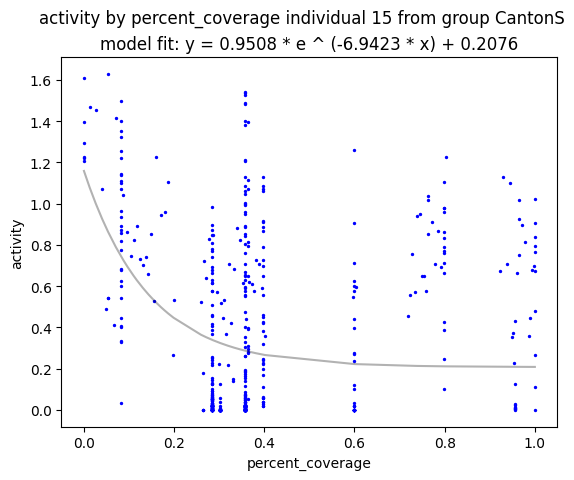 activity by percent_coverage individual 15 from group CantonS
model fit: y = 0.9508 * e ^ (-6.9423 * x) + 0.2076
1.6
1.4
1.2
1.0
0.8
0.6
0.4
0.2
0.0
activity
0.0 0.2 0.4 0.6 0.8 1.0
percent_coverage